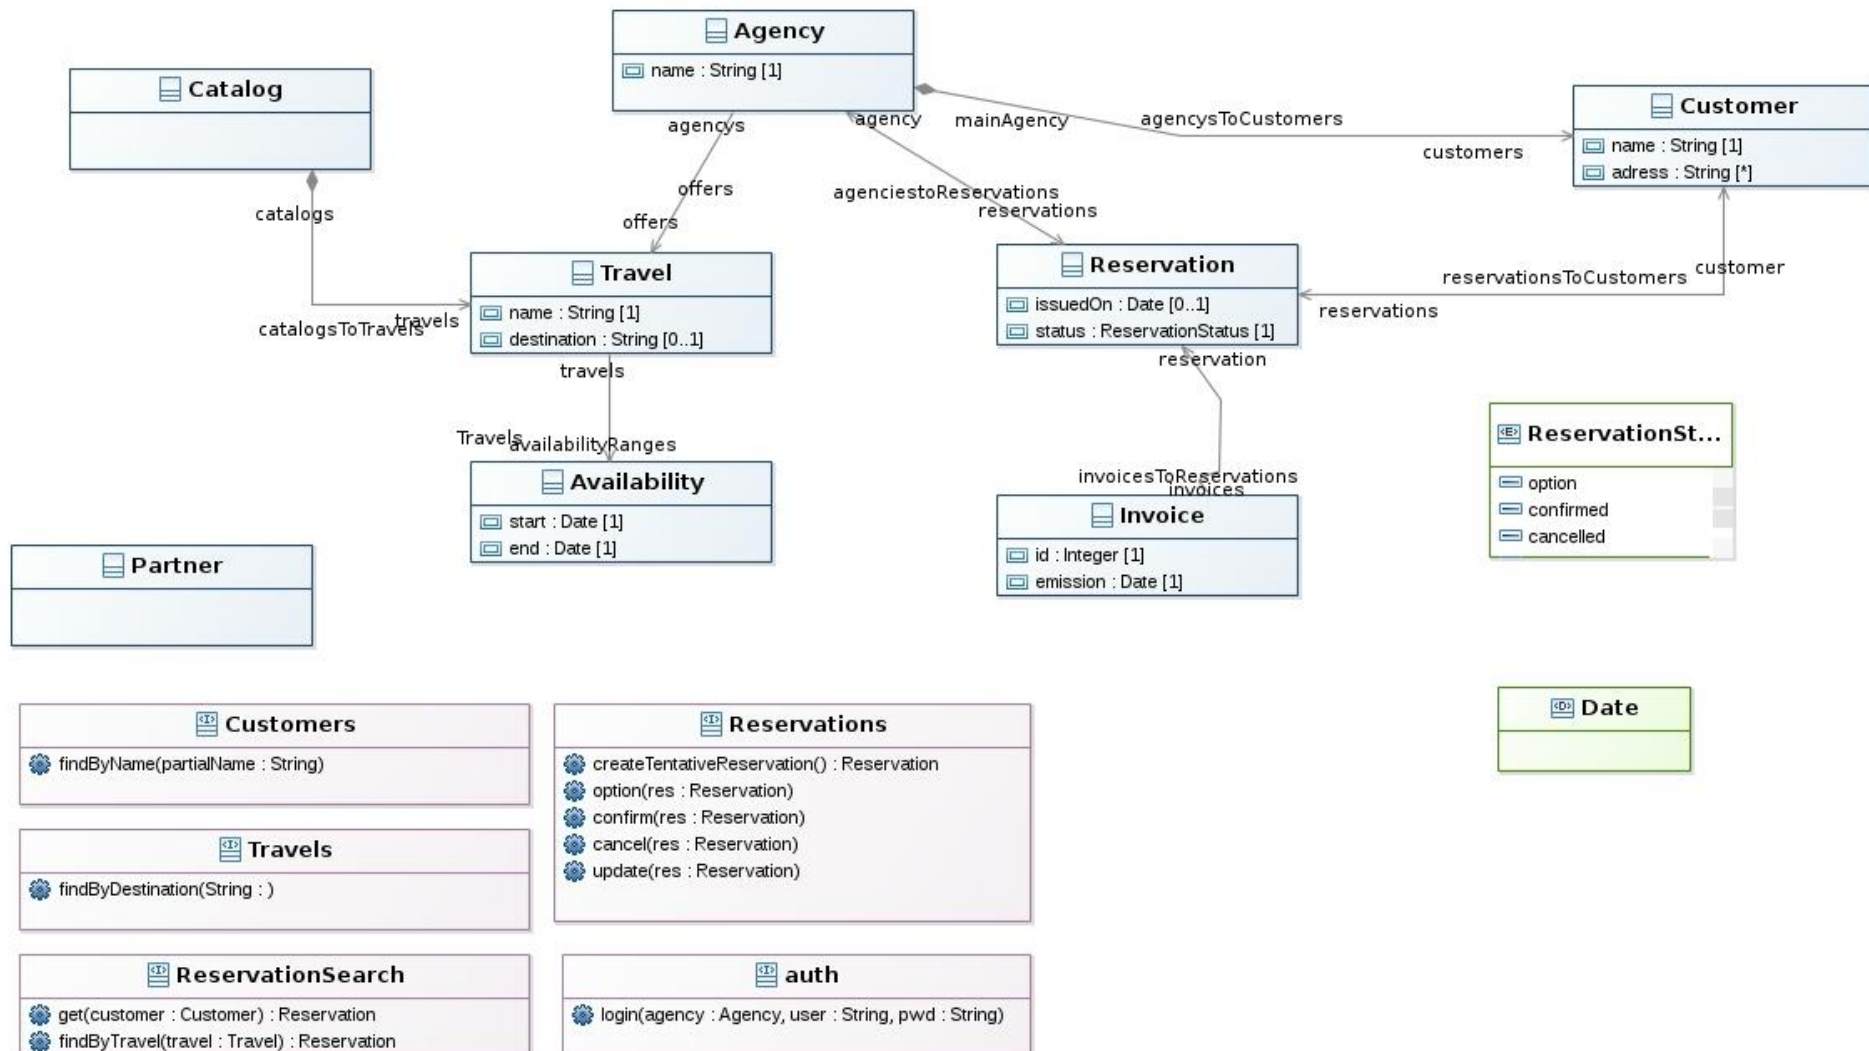 Agency
name : String [1]
Catalog
Customer
name : String [1]
adress : String [*]
agencys
agency
mainAgency
agencysToCustomers
customers
offers
agenciestoReservations
reservations
catalogs
offers
Travel
name : String [1]
destination : String [0..1]
Reservation
issuedOn : Date [0..1]
status : ReservationStatus [1]
reservationsToCustomers
customer
reservations
catalogsToTravels
travels
travels
reservation
Travels
availabilityRanges
Availability
start : Date [1]
end : Date [1]
invoicesToReservations
invoices
Invoice
id : Integer [1]
emission : Date [1]
<E> ReservationSt...
option
confirmed
cancelled
Partner
<D> Date
<I> Customers
findByName(partialName : String)
<I> Reservations
createTentativeReservation() : Reservation
option(res : Reservation)
confirm(res : Reservation)
cancel(res : Reservation)
update(res : Reservation)
<I> Travels
findByDestination(String : )
<I> ReservationSearch
get(customer : Customer) : Reservation
findByTravel(travel : Travel) : Reservation
<I> auth
login(agency : Agency, user : String, pwd : String)